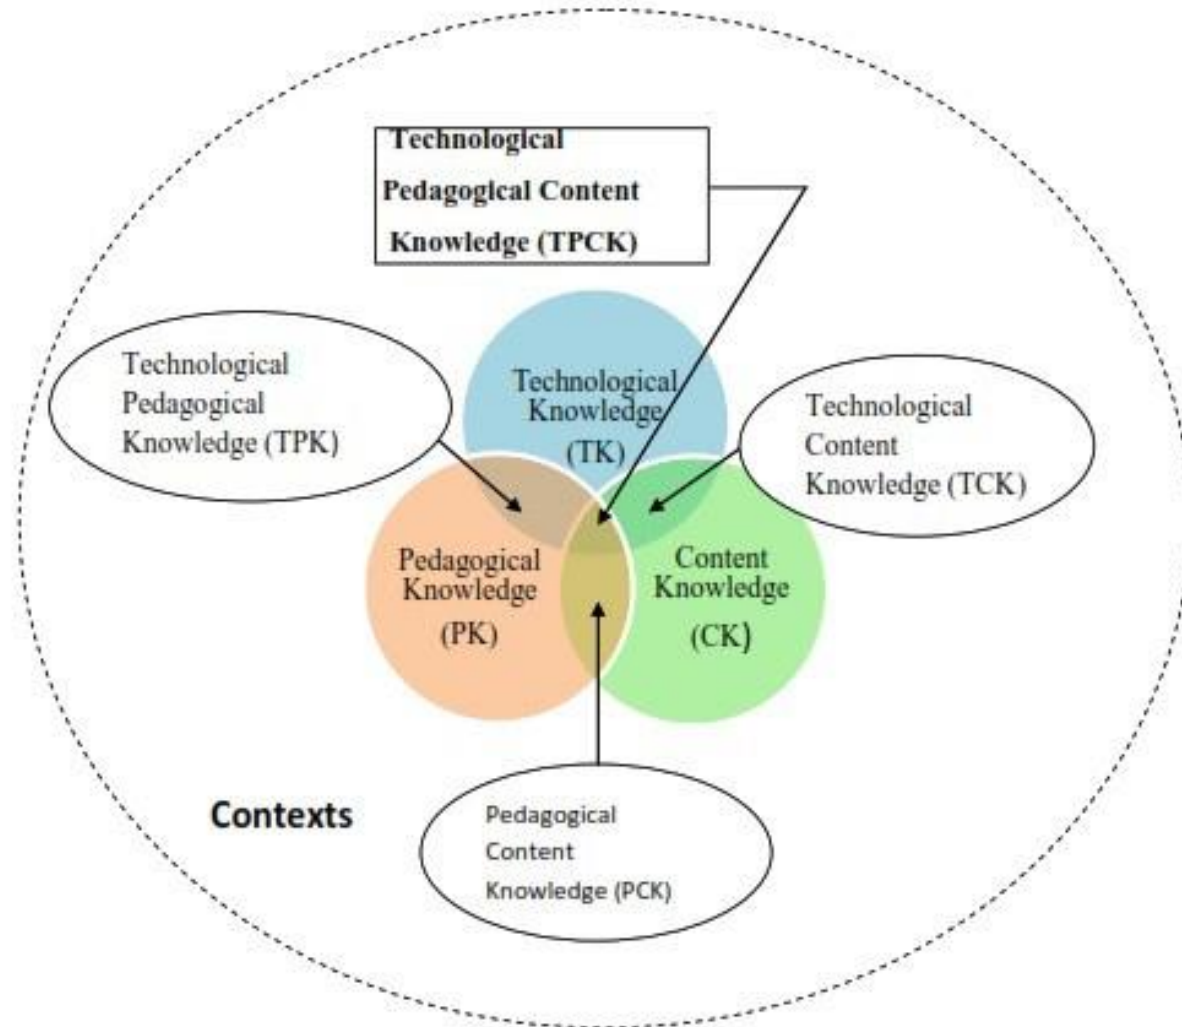 Technological
Pedagogical Content
Knowledge (TPCK)
Technological
Pedagogical
Knowledge (TPK)
Technological
Knowledge
(TK)
Technological
Content
Knowledge (TCK)
Pedagogical
Knowledge
(PK)
Content
Knowledge
(CK)
Contexts
Pedagogical
Content
Knowledge (PCK)